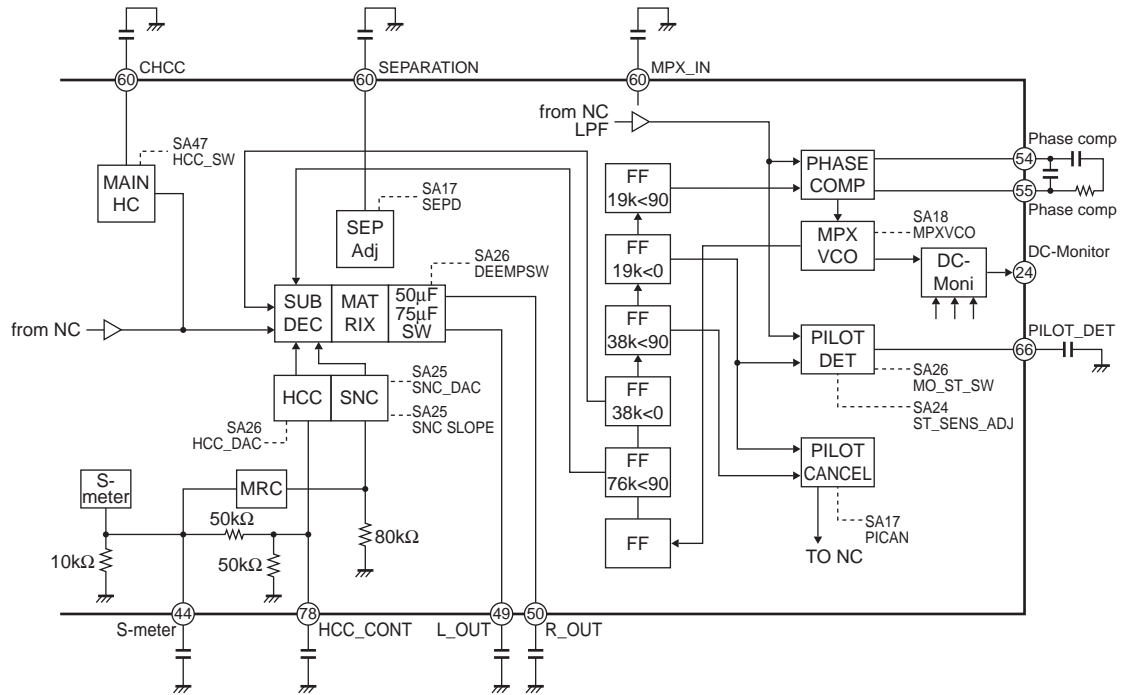 60 CHCC
60 SEPARATION
60 MPX_IN
from NC
LPF
SA47
HCC_SW
MAIN
HC
SA17
SEPD
SEP
Adj
SA26
DEEMPSW
from NC
SUB
DEC
MAT
RIX
50µF
75µF
SW
HCC
SNC
SA25
SNC_DAC
SA25
SNC SLOPE
SA26
HCC_DAC
S-
meter
MRC
50kΩ
10kΩ
50kΩ
80kΩ
FF
19k<90
FF
19k<0
FF
38k<90
FF
38k<0
FF
76k<90
FF
PHASE
COMP
MPX
VCO
SA18
MPXVCO
DC-
Moni
PILOT
DET
SA26
MO_ST_SW
SA24
ST_SENS_ADJ
PILOT
CANCEL
SA17
PICAN
TO NC
Phase comp
54
55
Phase comp
DC-Monitor
24
PILOT_DET
66
44
S-meter
78
HCC_CONT
49
L_OUT
50
R_OUT